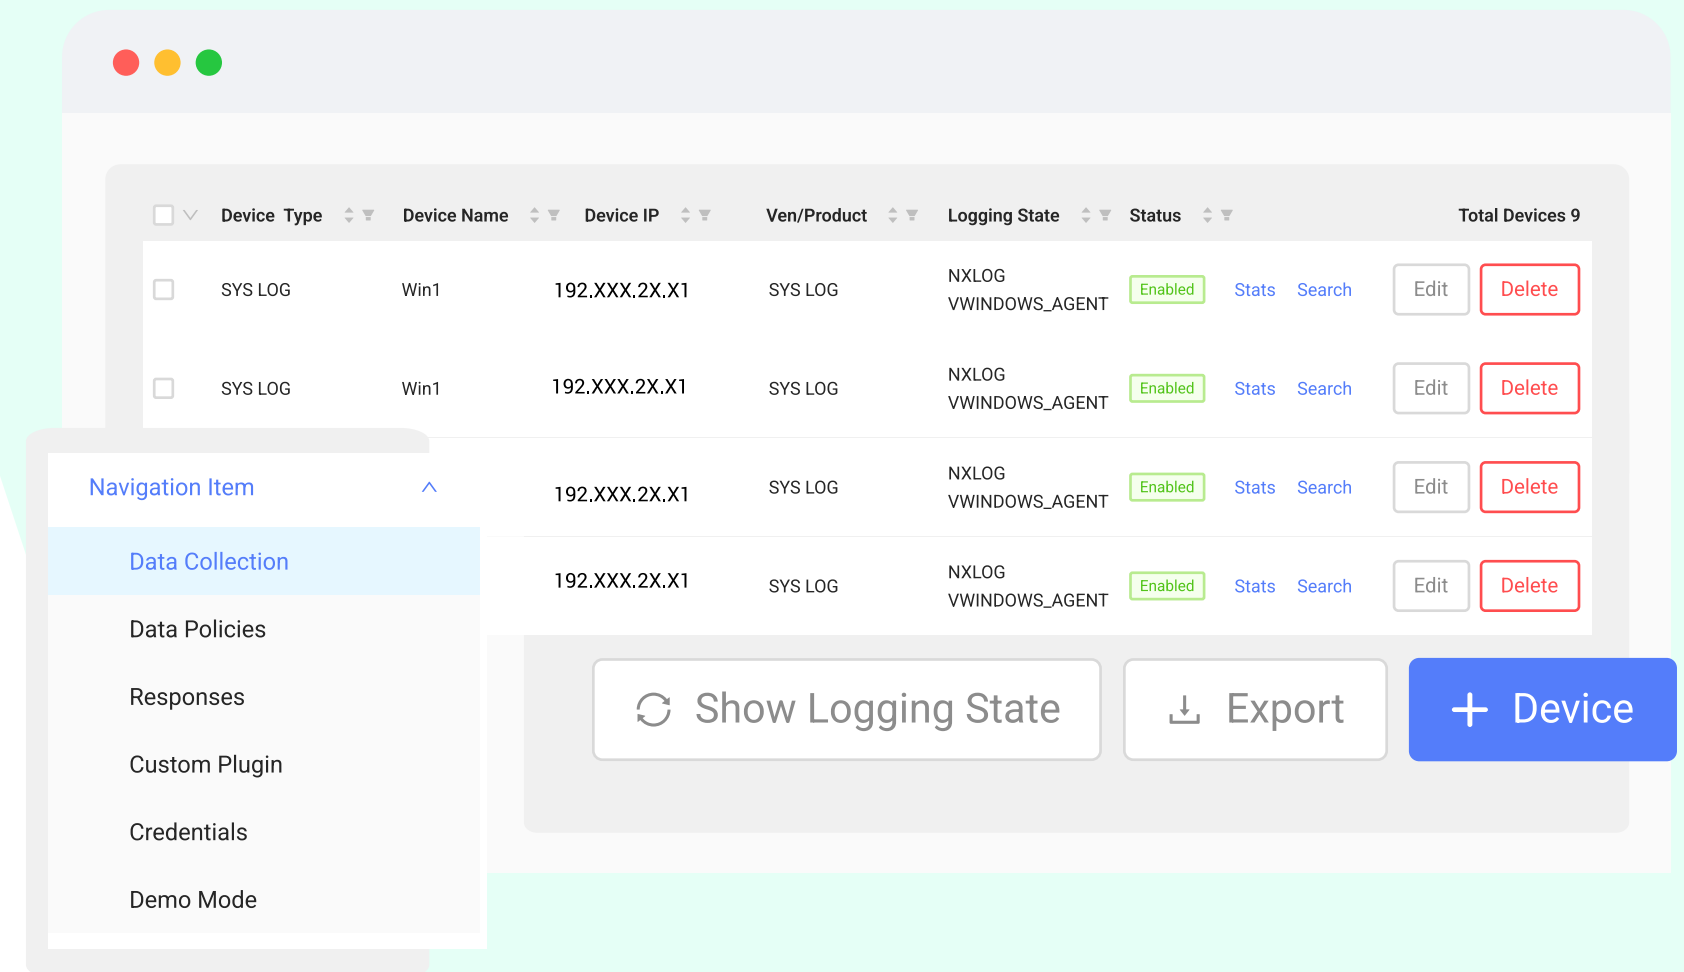 Device Type Device Name Device IP Ven/Product Logging State Status Total Devices 9
SYS LOG Win1 192.XXX.2X.X1 SYS LOG NXLOG VWINDOWS_AGENT Enabled Stats Search Edit Delete
SYS LOG Win1 192.XXX.2X.X1 SYS LOG NXLOG VWINDOWS_AGENT Enabled Stats Search Edit Delete
192.XXX.2X.X1 SYS LOG NXLOG VWINDOWS_AGENT Enabled Stats Search Edit Delete
192.XXX.2X.X1 SYS LOG NXLOG VWINDOWS_AGENT Enabled Stats Search Edit Delete
Show Logging State Export + Device
Navigation Item
Data Collection
Data Policies
Responses
Custom Plugin
Credentials
Demo Mode